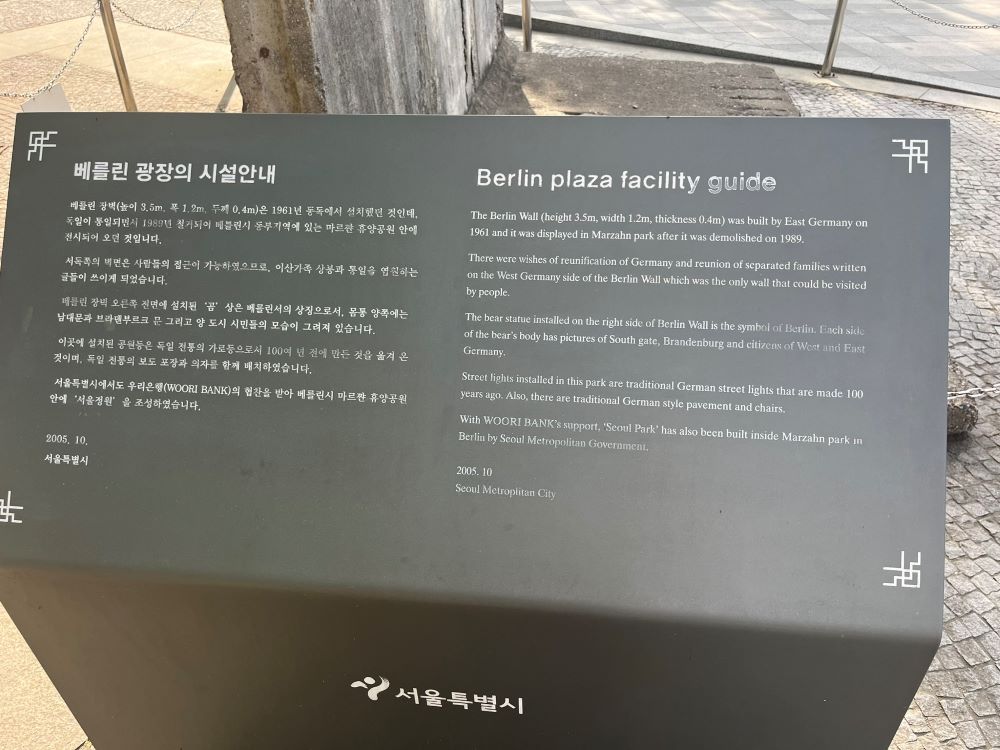 베를린 광장의 시설안내
베를린 장벽(높이 3.5m, 폭 1.2m, 두께 0.4m)은 1961년 동독에서 설치했던 것인데,
독일이 통일되면서 1989년 철거되어 베를린시 동부지역에 있는 마르짠 휴양공원 안에
전시되어 오던 것입니다.
서독쪽의 벽면은 사람들의 접근이 가능하였으므로, 이산가족 상봉과 통일을 염원하는
글들이 쓰이게 되었습니다.
베를린 장벽 오른쪽 전면에 설치된 '곰' 상은 베를린시의 상징으로서, 몸통 양쪽에는
남대문과 브란덴부르크 문 그리고 양 도시 시민들의 모습이 그려져 있습니다.
이곳에 설치된 공원등은 독일 전통의 가로등으로서 100여 년 전에 만든 것을 옮겨 온
것이며, 독일 전통의 보도 포장과 의자를 함께 배치하였습니다.
서울특별시에서도 우리은행(WOORI BANK)의 협찬을 받아 베를린시 마르짠 휴양공원
안에 '서울정원' 을 조성하였습니다.
2005. 10.
서울특별시
Berlin plaza facility guide
The Berlin Wall (height 3.5m, width 1.2m, thickness 0.4m) was built by East Germany on
1961 and it was displayed in Marzahn park after it was demolished on 1989.
There were wishes of reunification of Germany and reunion of separated families written
on the West Germany side of the Berlin Wall which was the only wall that could be visited
by people.
The bear statue installed on the right side of Berlin Wall is the symbol of Berlin. Each side
of the bear's body has pictures of South gate, Brandenburg and citizens of West and East
Germany.
Street lights installed in this park are traditional German street lights that are made 100
years ago. Also, there are traditional German style pavement and chairs.
With WOORI BANK's support, 'Seoul Park' has also been built inside Marzahn park in
Berlin by Seoul Metropolitan Government.
2005. 10
Seoul Metroplitan City
서울특별시